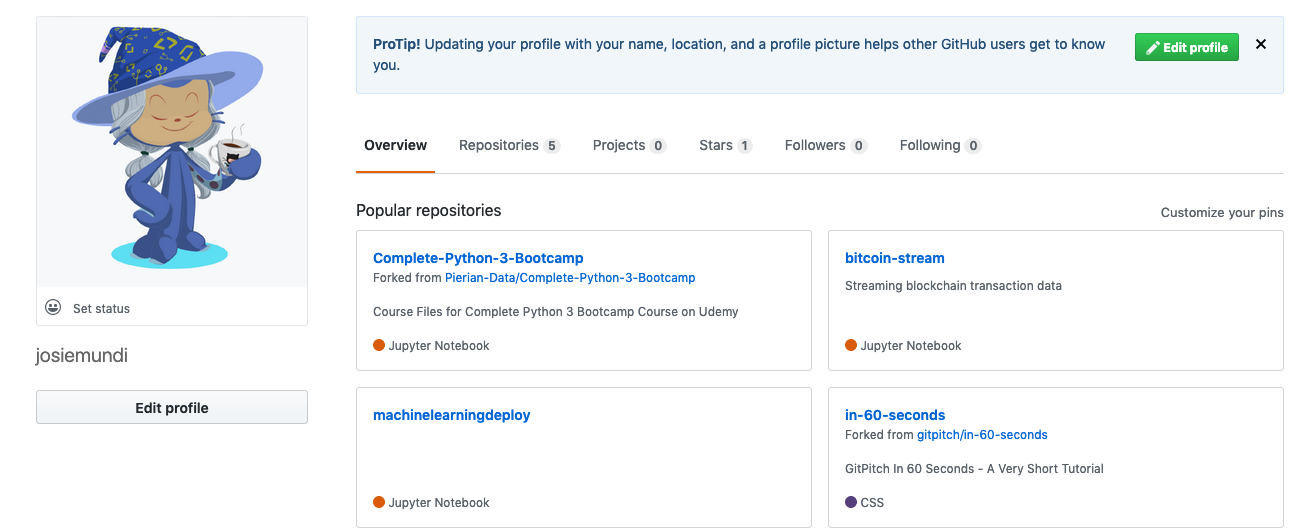 ProTip! Updating your profile with your name, location, and a profile picture helps other GitHub users get to know
you.
Edit profile
Overview
Repositories 5
Projects 0
Stars 1
Followers 0
Following 0
Set status
josiemundi
Edit profile
Popular repositories
Customize your pins
Complete-Python-3-Bootcamp
Forked from Pierian-Data/Complete-Python-3-Bootcamp
Course Files for Complete Python 3 Bootcamp Course on Udemy
Jupyter Notebook
bitcoin-stream
Streaming blockchain transaction data
Jupyter Notebook
machinelearningdeploy
Jupyter Notebook
in-60-seconds
Forked from gitpitch/in-60-seconds
GitPitch In 60 Seconds - A Very Short Tutorial
CSS